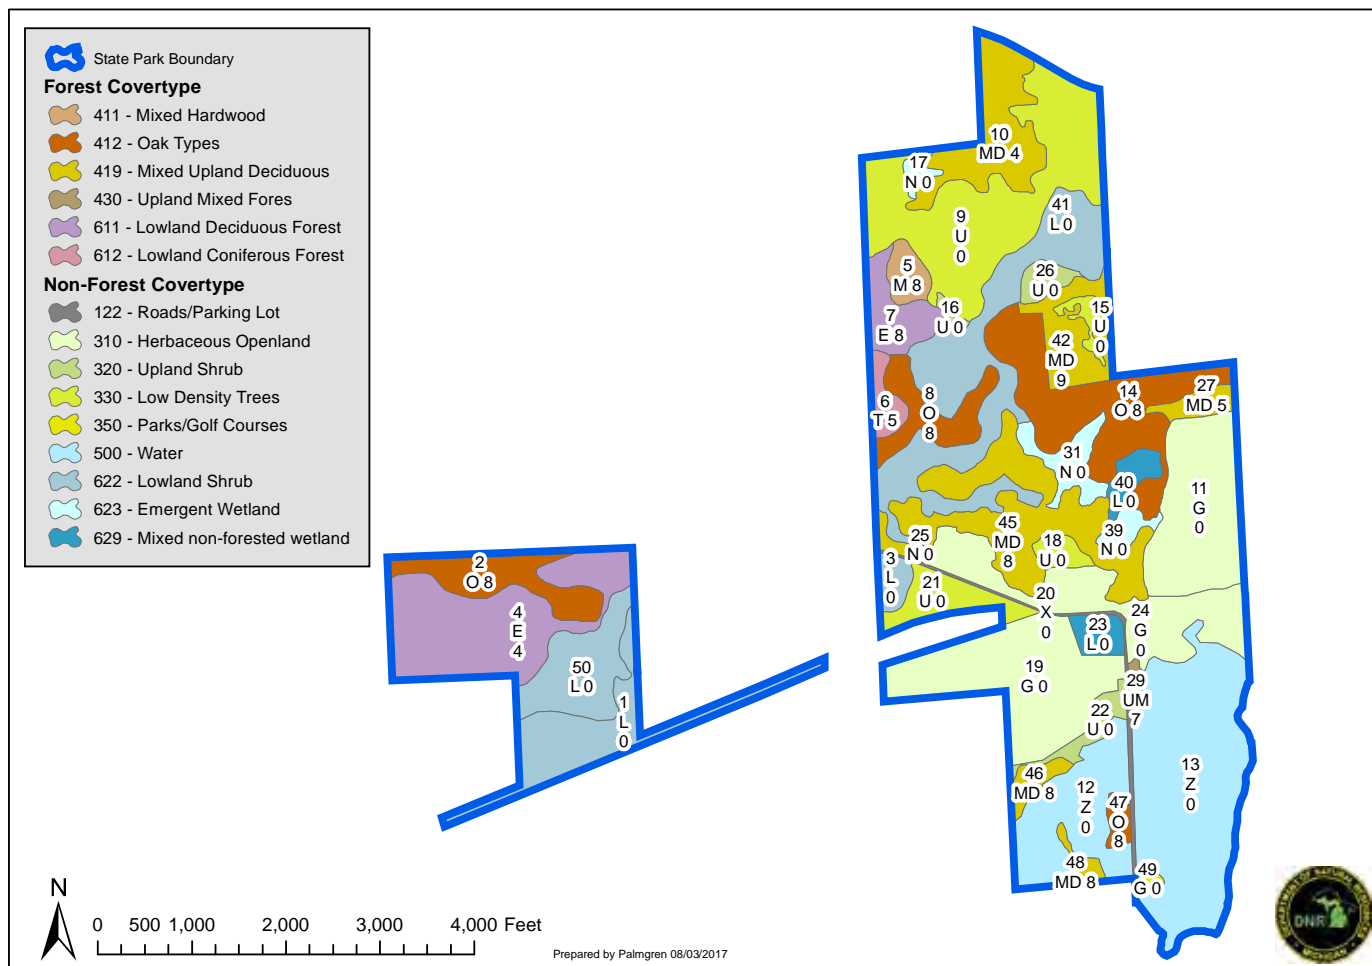 State Park Boundary
Forest Covertype
411 - Mixed Hardwood
412 - Oak Types
419 - Mixed Upland Deciduous
430 - Upland Mixed Fores
611 - Lowland Deciduous Forest
612 - Lowland Coniferous Forest
Non-Forest Covertype
122 - Roads/Parking Lot
310 - Herbaceous Openland
320 - Upland Shrub
330 - Low Density Trees
350 - Parks/Golf Courses
500 - Water
622 - Lowland Shrub
623 - Emergent Wetland
629 - Mixed non-forested wetland
10
MD 4
17
N 0
41
L 0
9
U
0
26
U 0
5
M 8
16
U 0
15
U
0
7
E 8
42
MD
9
6
T 5
8
O
8
14
O 8
27
MD 5
31
N 0
40
L 0
11
G
0
45
MD
8
25
N 0
18
U 0
39
N 0
3
L
0
21
U 0
20
X
0
23
L 0
24
G
0
19
G 0
29
UM
7
22
U 0
46
MD 8
12
Z
0
47
O
8
13
Z
0
48
MD 8
49
G 0
2
O 8
4
E
4
50
L 0
1
L
0
N
0 500 1,000 2,000 3,000 4,000 Feet
Prepared by Palmgren 08/03/2017
DNR